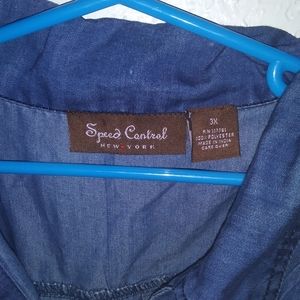 Speed Control
NEW YORK
3X
100% POLYESTER
MADE IN INDIA
CARE OVER